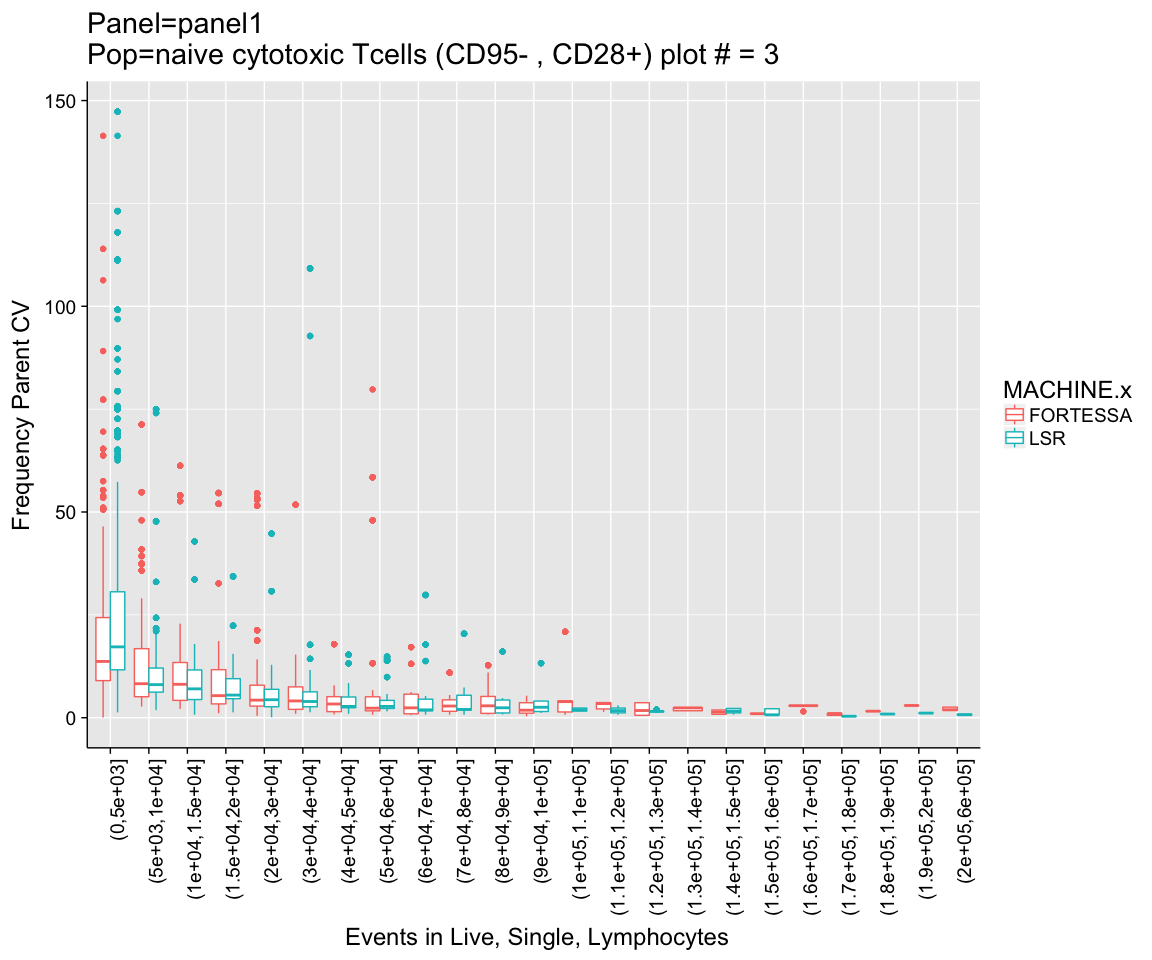 Panel=panel1
Pop=naive cytotoxic Tcells (CD95- , CD28+) plot # = 3
150
100
50
0
Frequency Parent CV
(0,5e+03]
(5e+03,1e+04]
(1e+04,1.5e+04]
(1.5e+04,2e+04]
(2e+04,3e+04]
(3e+04,4e+04]
(4e+04,5e+04]
(5e+04,6e+04]
(6e+04,7e+04]
(7e+04,8e+04]
(8e+04,9e+04]
(9e+04,1e+05]
(1e+05,1.1e+05]
(1.1e+05,1.2e+05]
(1.2e+05,1.3e+05]
(1.3e+05,1.4e+05]
(1.4e+05,1.5e+05]
(1.5e+05,1.6e+05]
(1.6e+05,1.7e+05]
(1.7e+05,1.8e+05]
(1.8e+05,1.9e+05]
(1.9e+05,2e+05]
(2e+05,6e+05]
Events in Live, Single, Lymphocytes
MACHINE.x
FORTESSA
LSR